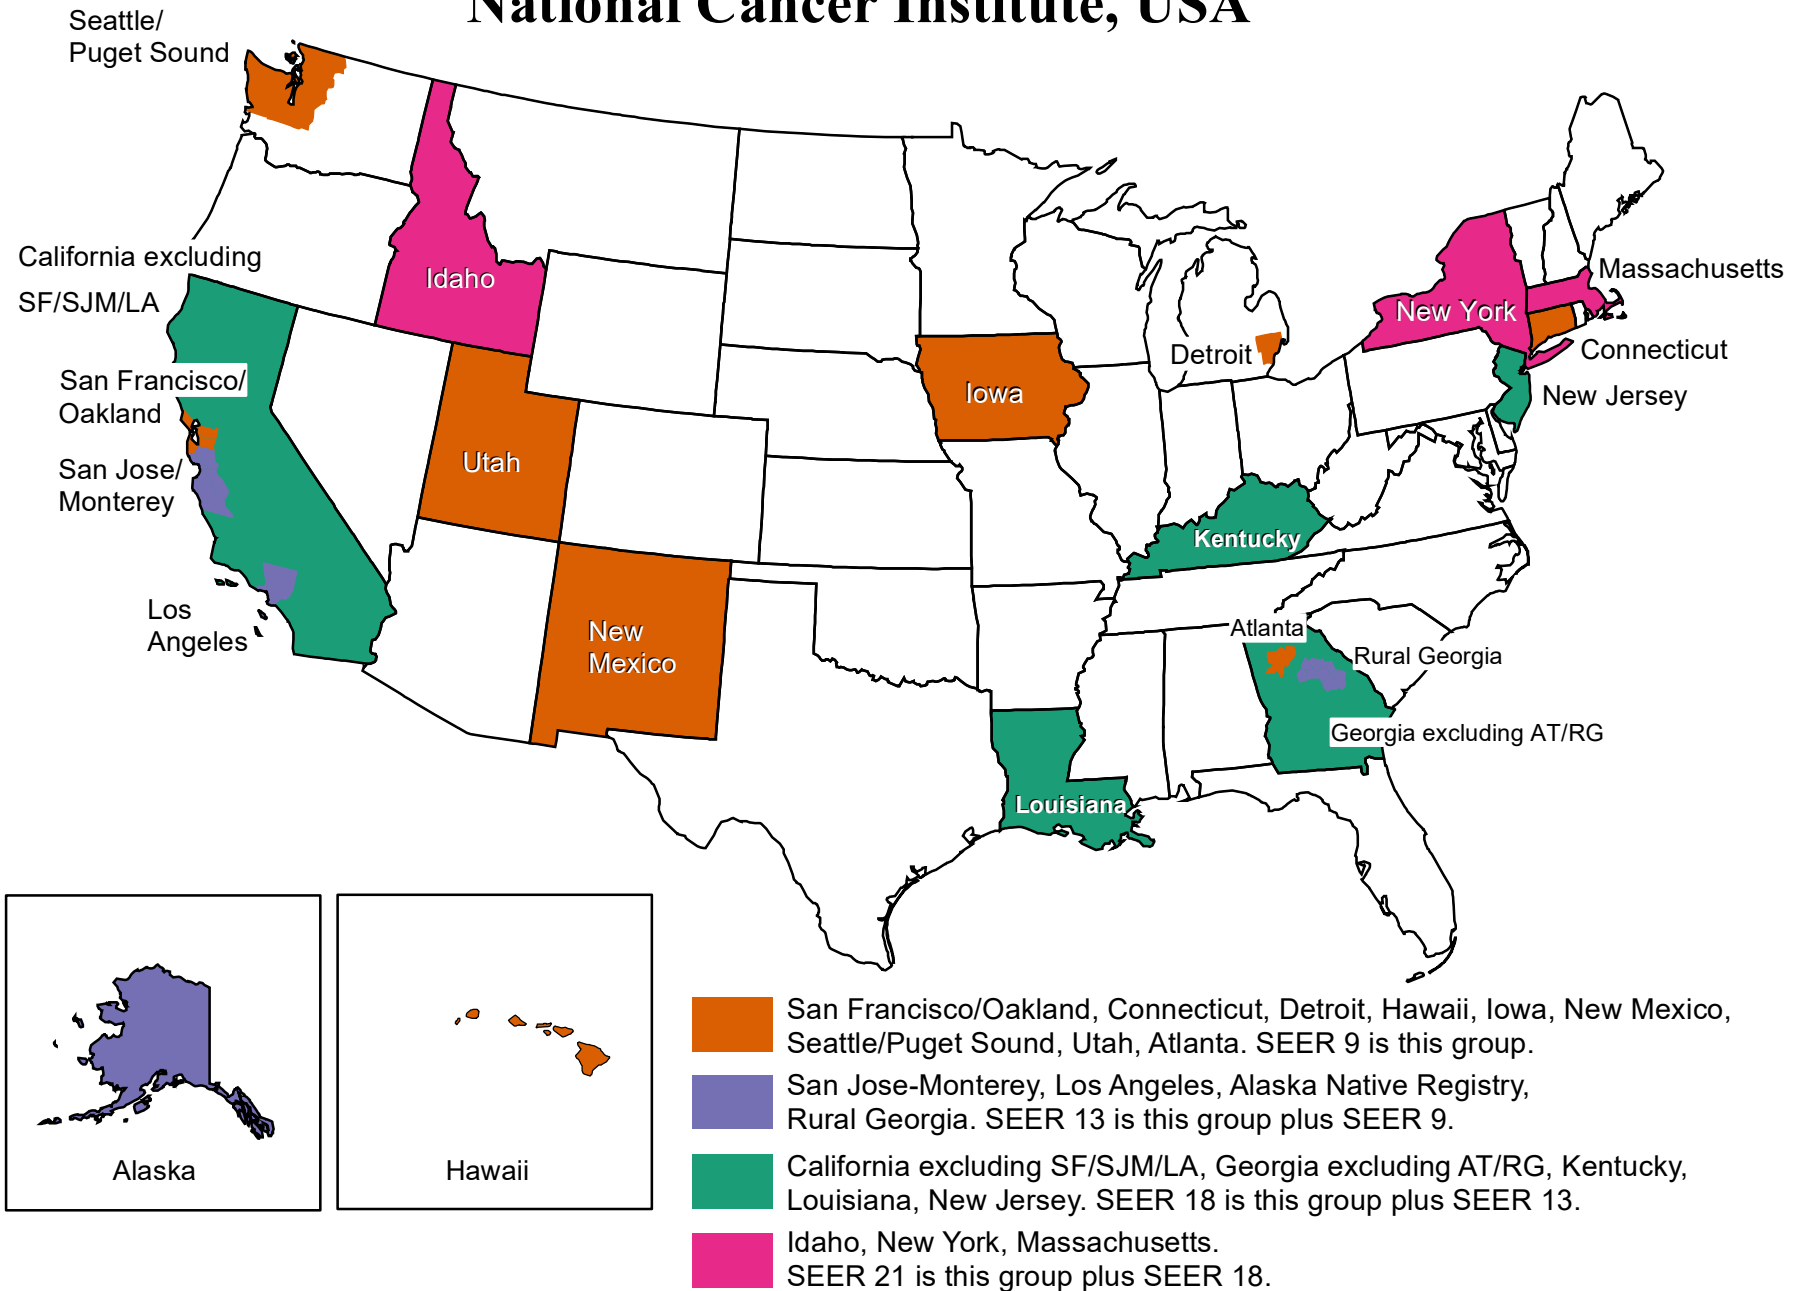 National Cancer Institute, USA
Seattle/
Puget Sound
California excluding
SF/SJM/LA
San Francisco/
Oakland
San Jose/
Monterey
Los
Angeles
Idaho
Utah
New
Mexico
Iowa
Detroit
New York
Massachusetts
Connecticut
New Jersey
Kentucky
Atlanta
Rural Georgia
Georgia excluding AT/RG
Louisiana
Alaska
Hawaii
San Francisco/Oakland, Connecticut, Detroit, Hawaii, Iowa, New Mexico,
Seattle/Puget Sound, Utah, Atlanta. SEER 9 is this group.
San Jose-Monterey, Los Angeles, Alaska Native Registry,
Rural Georgia. SEER 13 is this group plus SEER 9.
California excluding SF/SJM/LA, Georgia excluding AT/RG, Kentucky,
Louisiana, New Jersey. SEER 18 is this group plus SEER 13.
Idaho, New York, Massachusetts.
SEER 21 is this group plus SEER 18.